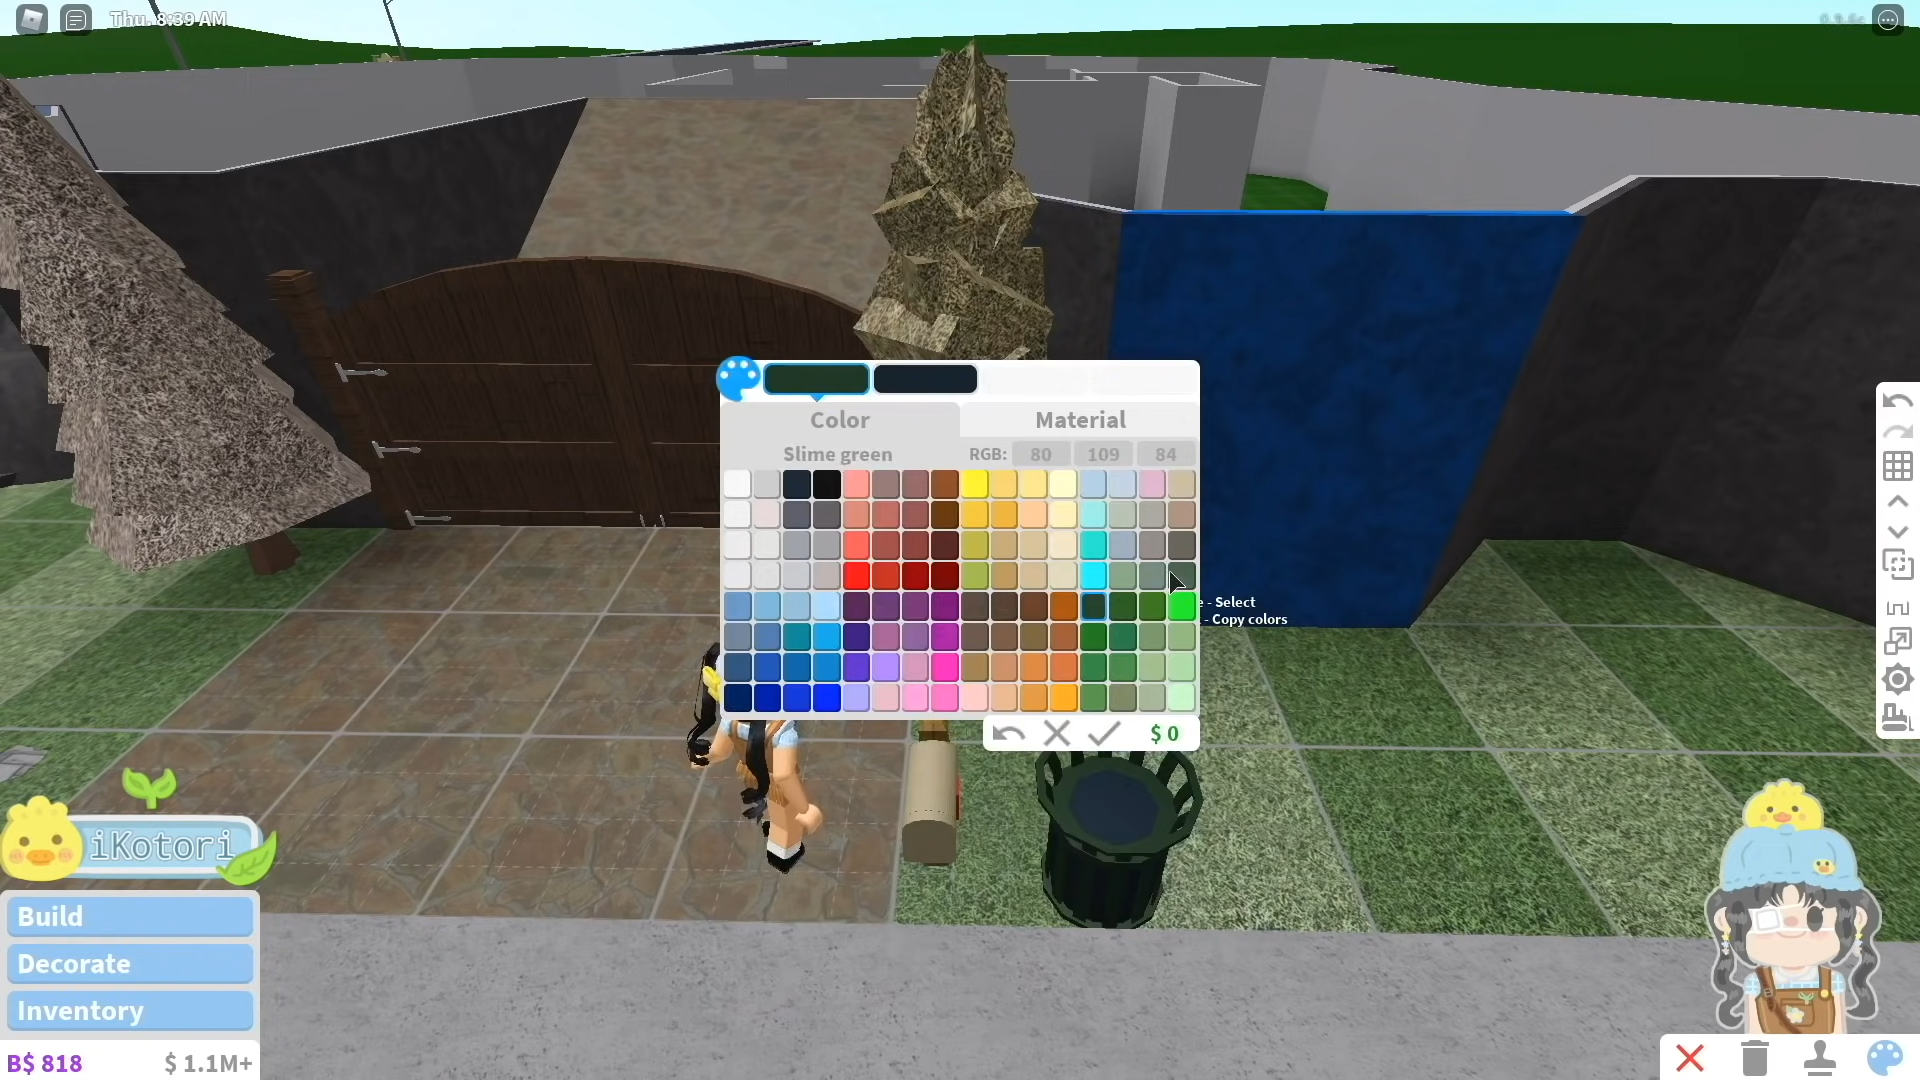 Thu. 8:39 AM
Color
Material
Slime green
RGB: 80 109 84
- Select
- Copy colors
$ 0
iKotori
Build
Decorate
Inventory
B$ 818
$ 1.1M+